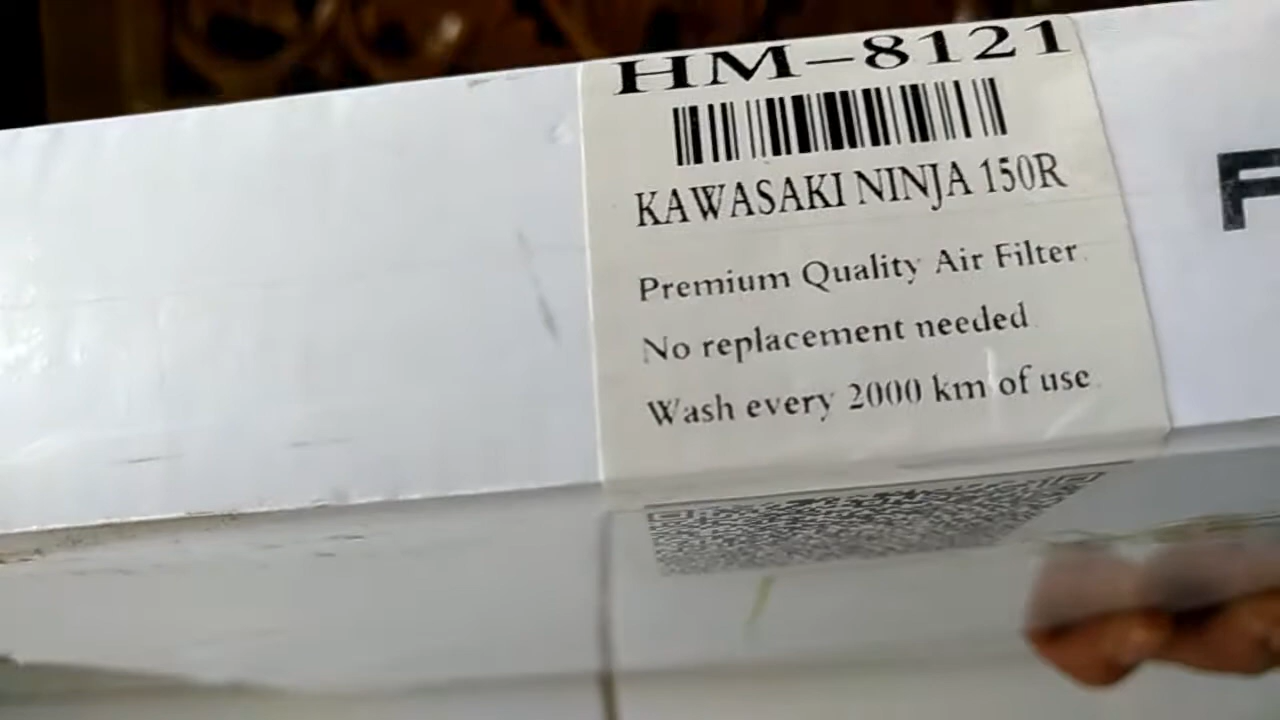 HM-8121
KAWASAKI NINJA 150R
Premium Quality Air Filter
No replacement needed
Wash every 2000 km of use